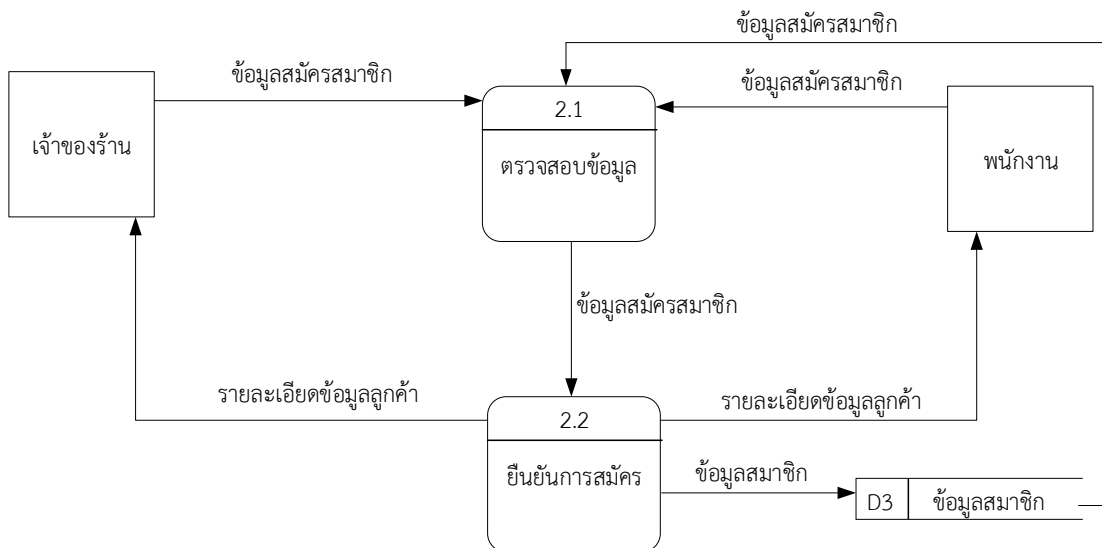 ข้อมูลสมัครสมาชิก
ข้อมูลสมัครสมาชิก
ข้อมูลสมัครสมาชิก
2.1
เจ้าของร้าน
ตรวจสอบข้อมูล
พนักงาน
ข้อมูลสมัครสมาชิก
รายละเอียดข้อมูลลูกค้า
รายละเอียดข้อมูลลูกค้า
2.2
ยืนยันการสมัคร
ข้อมูลสมาชิก
D3 ข้อมูลสมาชิก